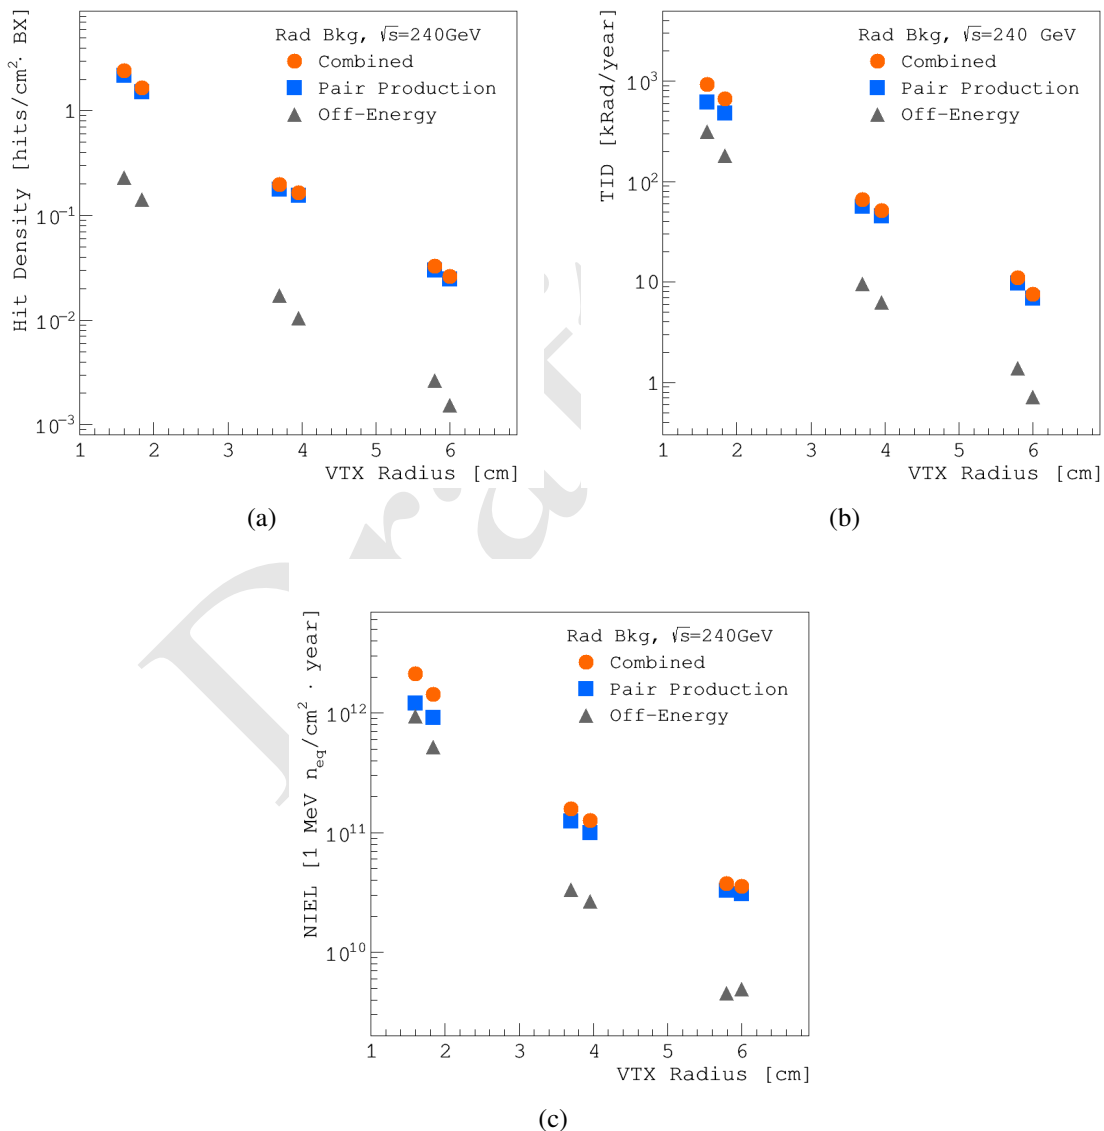 Hit Density [hits/cm²· BX]
Rad Bkg, √s=240GeV
Combined
Pair Production
Off-Energy
1
10⁻¹
10⁻²
10⁻³
1 2 3 4 5 6
VTX Radius [cm]
(a)
TID [kRad/year]
Rad Bkg, √s=240 GeV
Combined
Pair Production
Off-Energy
10³
10²
10
1
1 2 3 4 5 6
VTX Radius [cm]
(b)
NIEL [1 MeV n_eq/cm² · year]
Rad Bkg, √s=240GeV
Combined
Pair Production
Off-Energy
10¹²
10¹¹
10¹⁰
1 2 3 4 5 6
VTX Radius [cm]
(c)